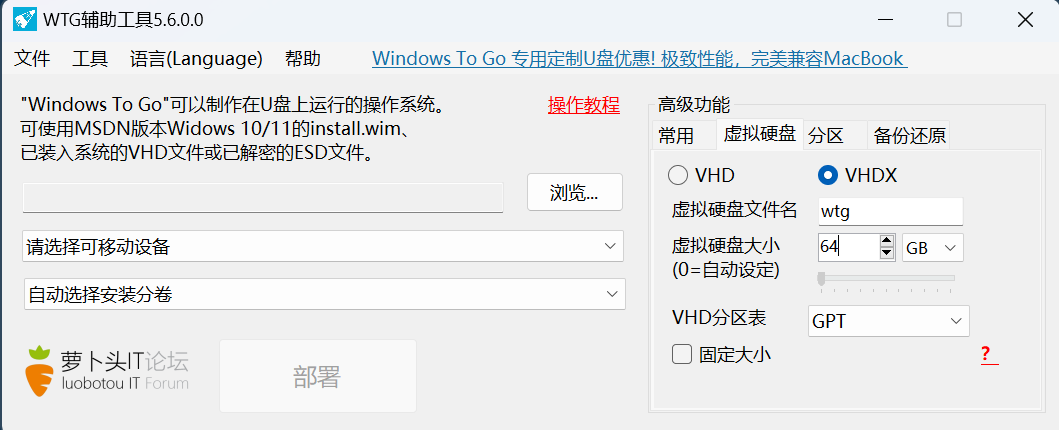 WTG辅助工具5.6.0.0
文件 工具 语言(Language) 帮助 Windows To Go 专用定制U盘优惠! 极致性能，完美兼容MacBook
"Windows To Go"可以制作在U盘上运行的操作系统。
可使用MSDN版本Widows 10/11的install.wim、
已装入系统的VHD文件或已解密的ESD文件。
操作教程
浏览...
请选择可移动设备
自动选择安装分卷
萝卜头IT论坛
luobotou IT Forum
部署
高级功能
常用 虚拟硬盘 分区 备份还原
VHD VHDX
虚拟硬盘文件名 wtg
虚拟硬盘大小 64 GB
(0=自动设定)
VHD分区表 GPT
固定大小 ?